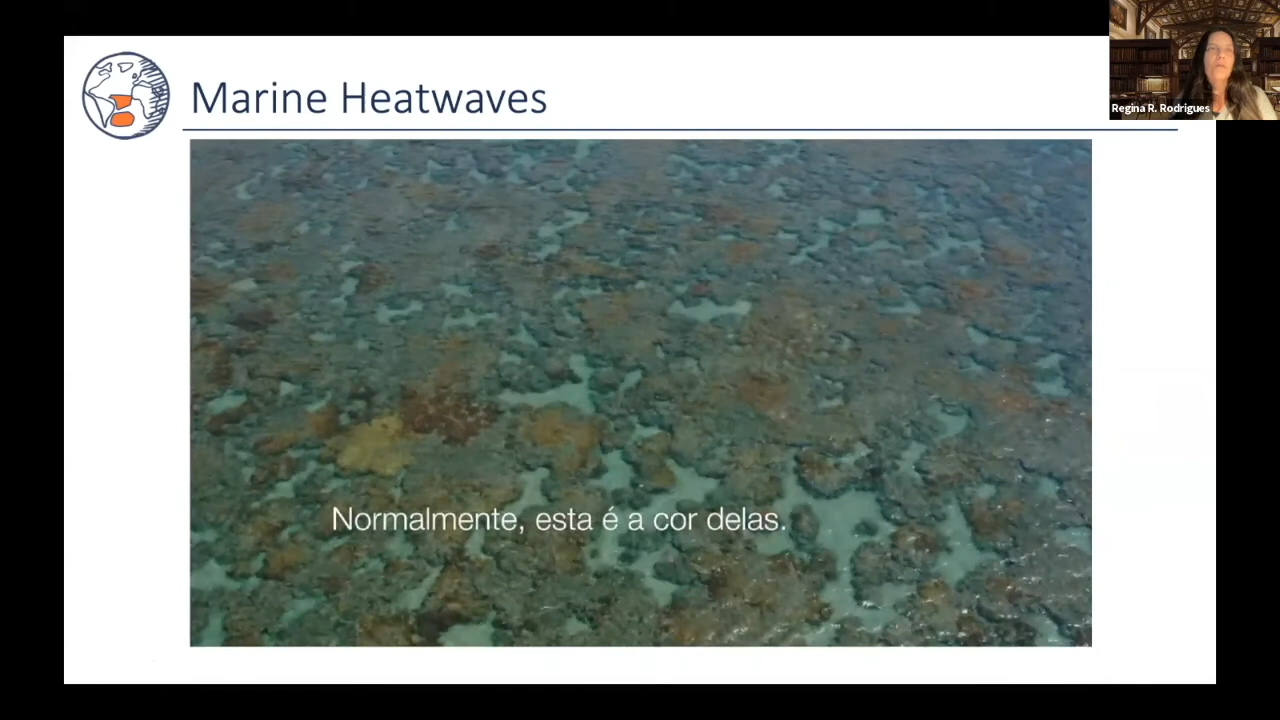 Marine Heatwaves
Regina R. Rodrigues
Normalmente, esta é a cor delas.